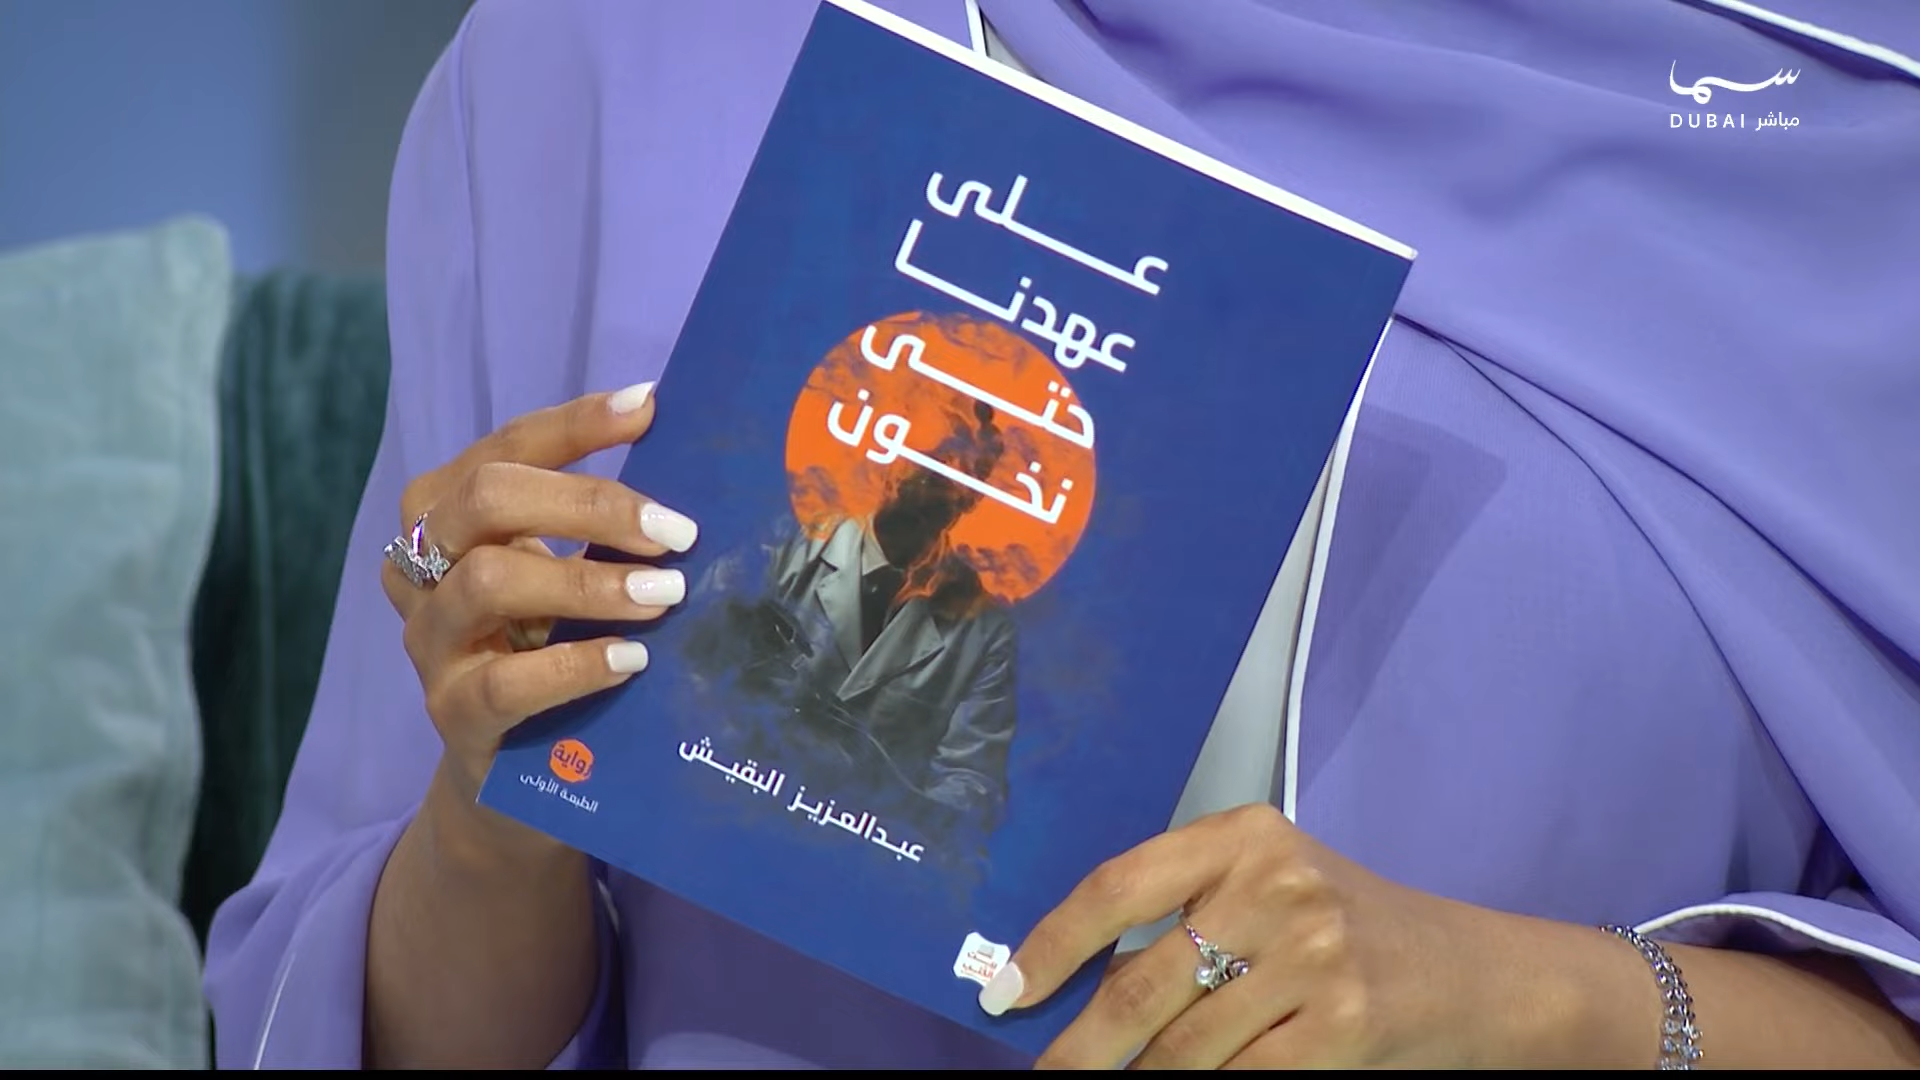 سما
DUBAI مباشر
على
عهدنا
حتى
نخون
عبدالعزيز البقيش
رواية
الطبعة الأولى